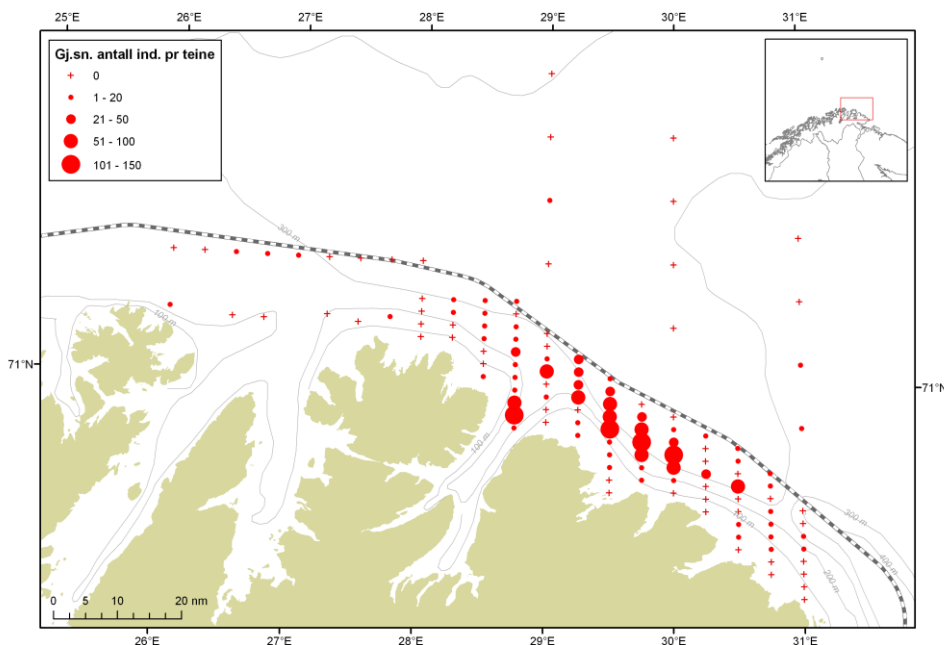 25°E 26°E 27°E 28°E 29°E 30°E 31°E
Gj.sn. antall ind. pr teine
0
1 - 20
21 - 50
51 - 100
101 - 150
300 m
100 m
71°N
71°N
100 m
300 m
300 m
400 m
200 m
0 5 10 20 nm
26°E 27°E 28°E 29°E 30°E 31°E